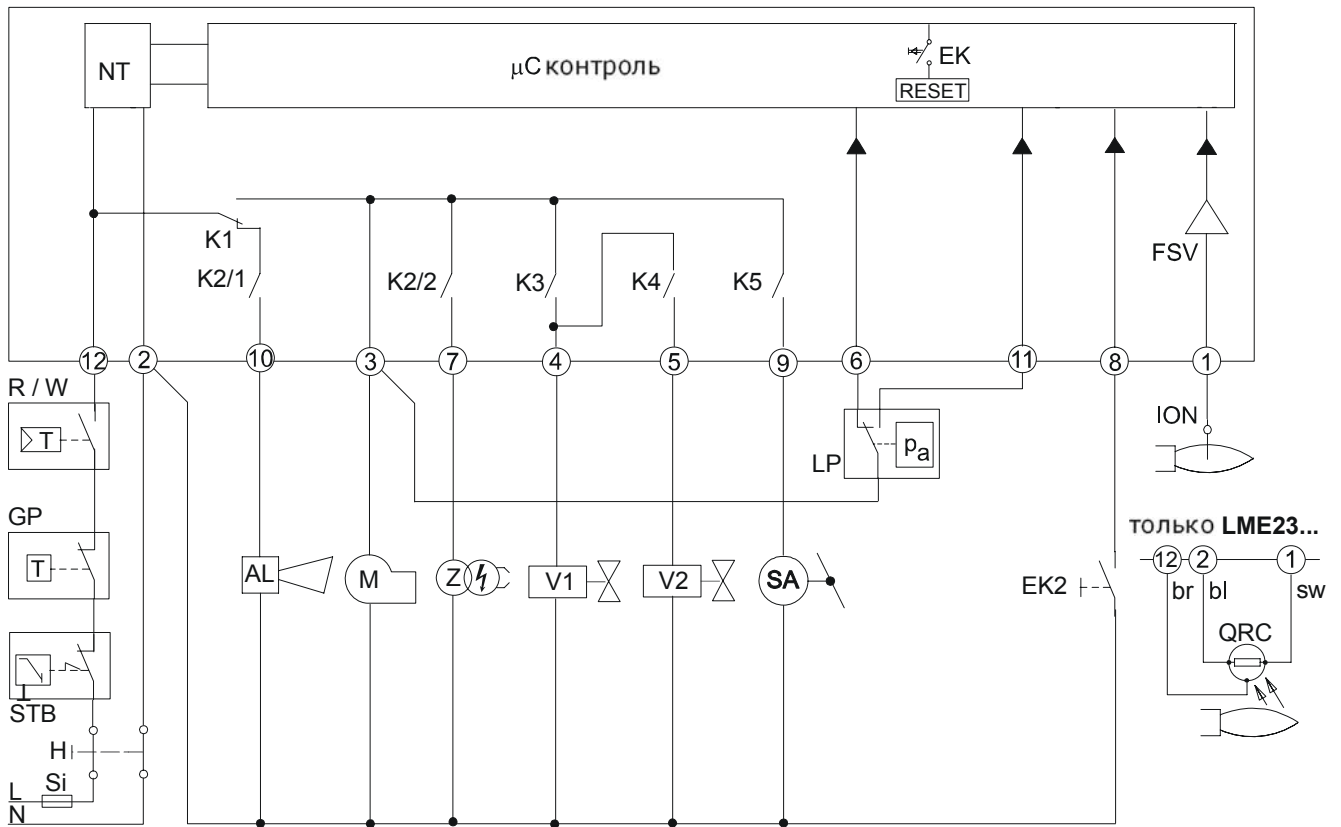 NT
μC контроль
EK
RESET
K1
FSV
K2/1
K2/2
K3
K4
K5
12
2
10
3
7
4
5
9
6
11
8
1
R / W
T
LP
pa
ION
GP
T
только LME23...
12
2
1
br
bl
sw
AL
M
Z
V1
V2
SA
EK2
QRC
STB
H
L
Si
N